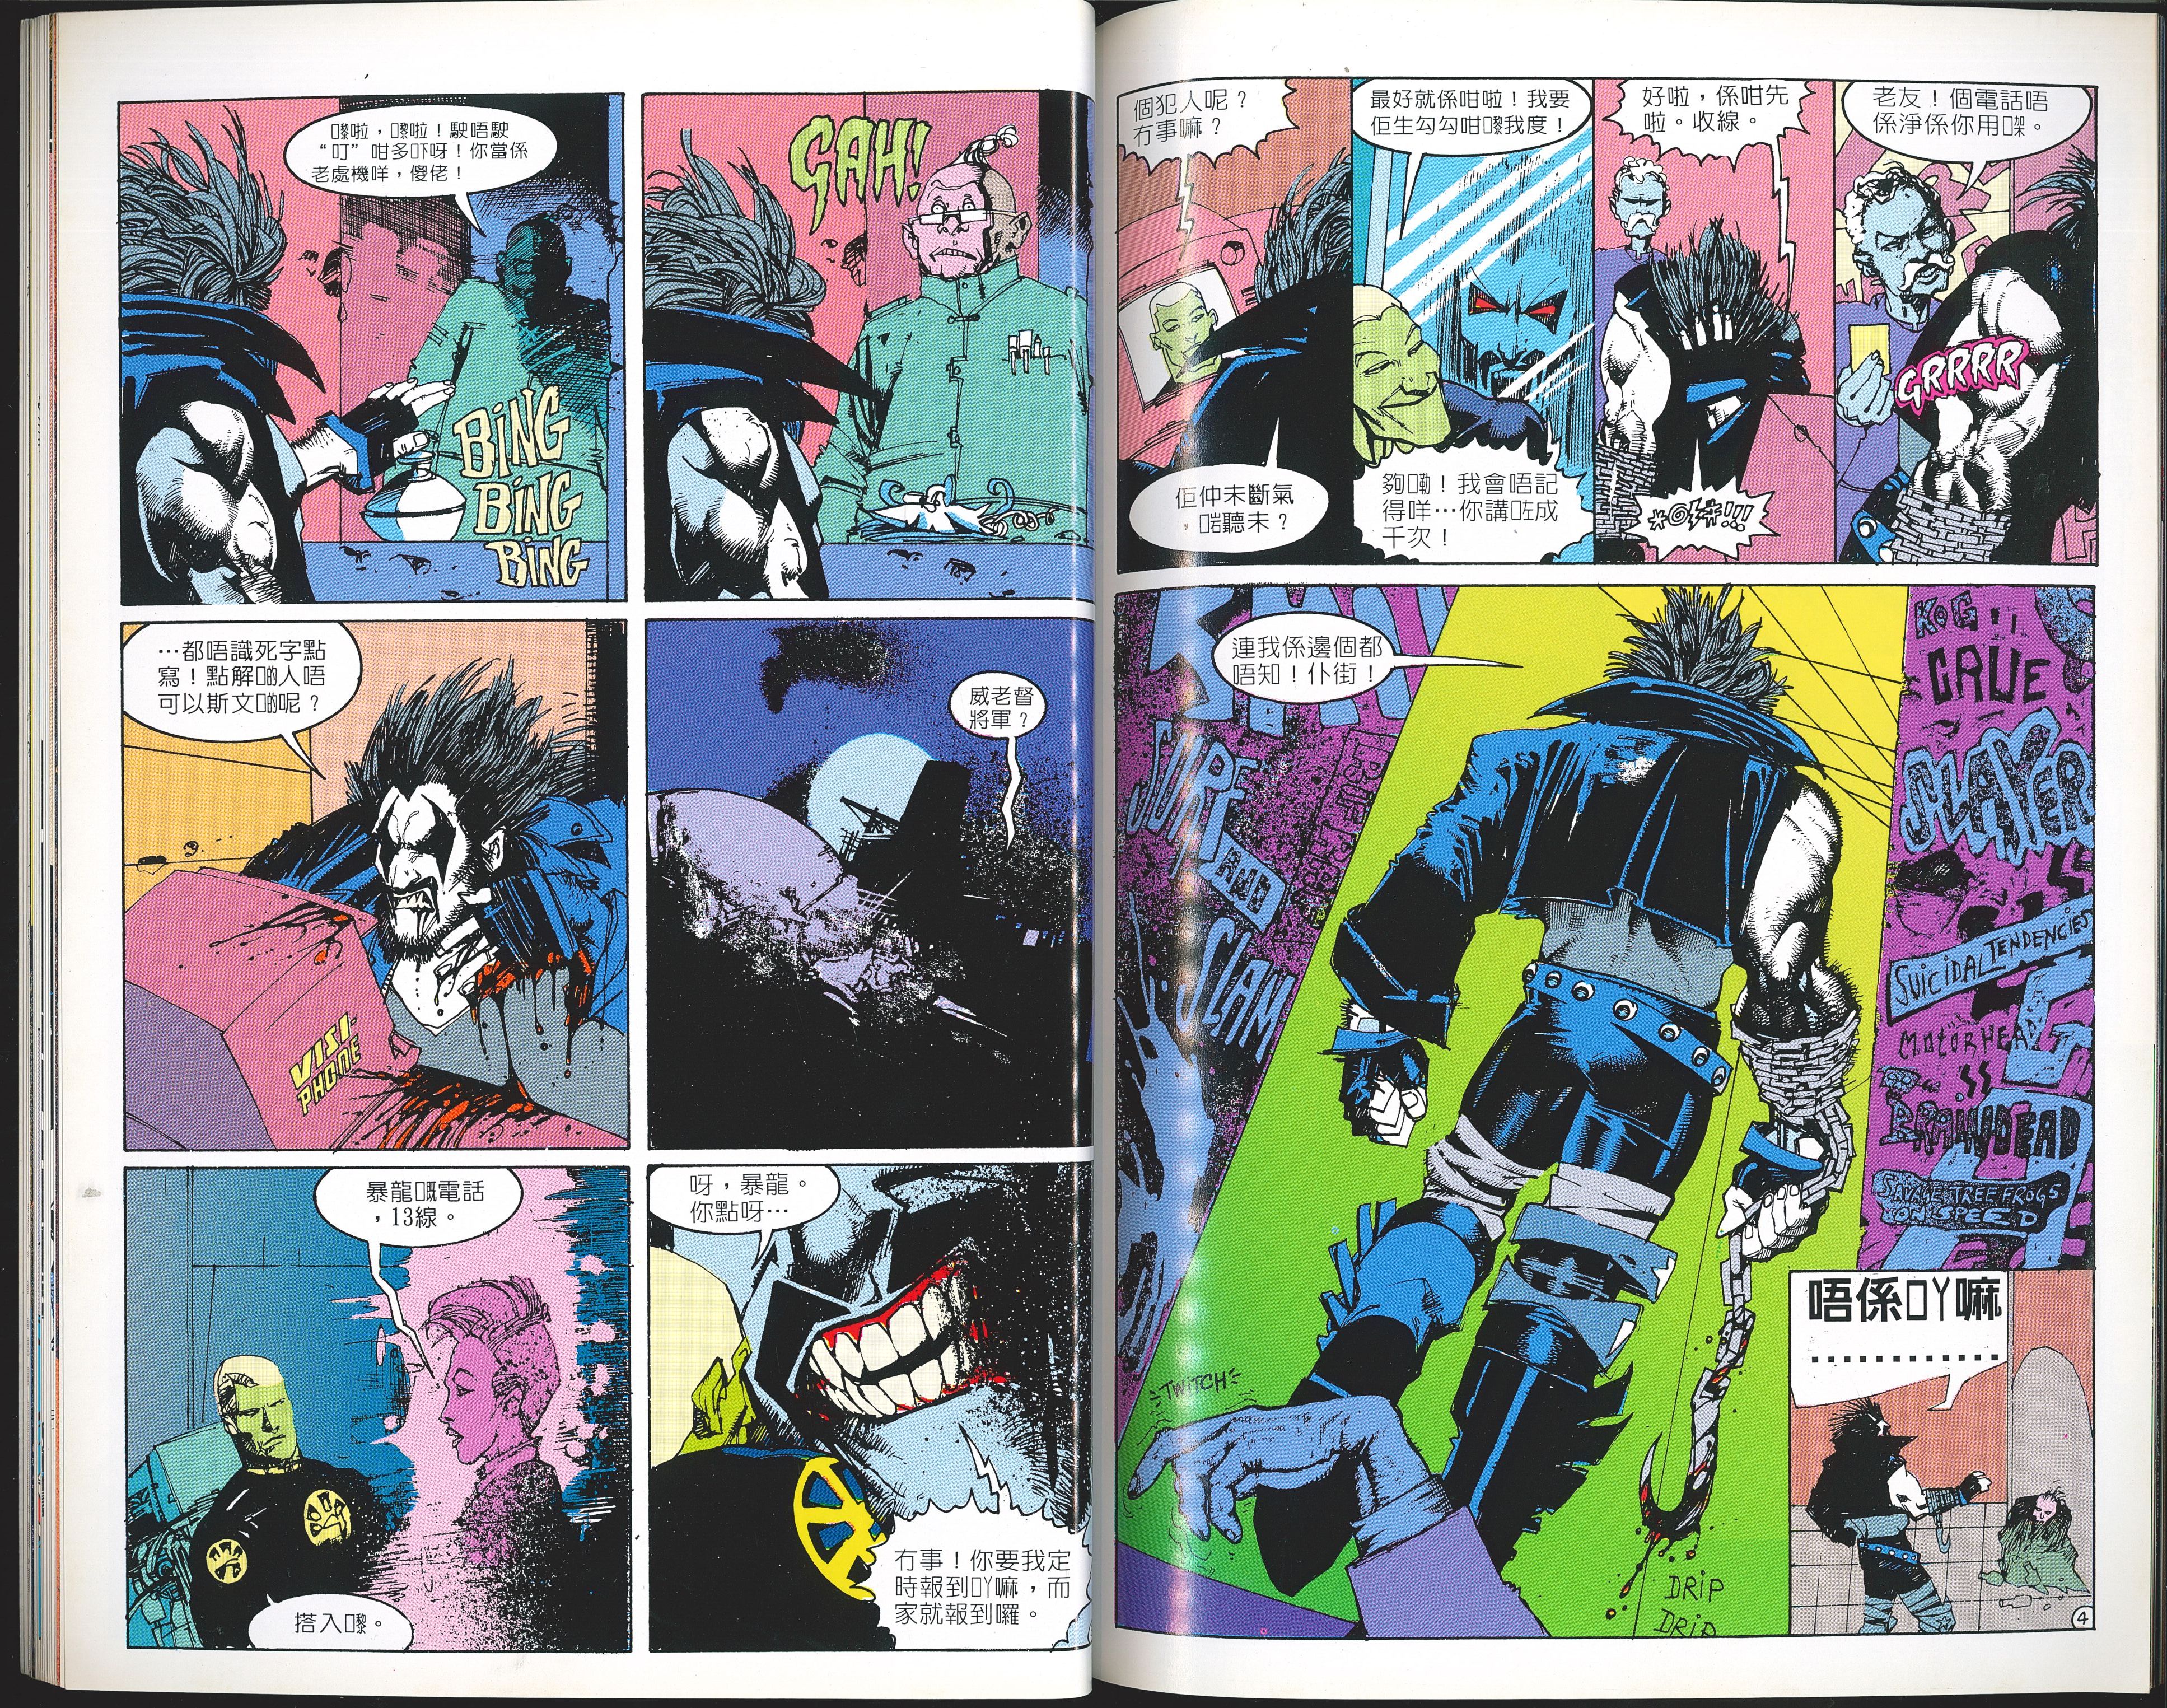 嚟啦，嚟啦！駛唔駛
“叮”咁多吓呀！你當係
老處機咩，傻佬！
BING
BING
BING
GAH!
…都唔識死字點
寫！點解啲人唔
可以斯文啲呢？
VISI-
PHONE
威老督
將軍？
暴龍嘅電話
，13線。
搭入嚟。
呀，暴龍。
你點呀…
冇事！你要我定
時報到吖嘛，而
家就報到囉。
個犯人呢？
冇事嘛？
佢仲未斷氣
啱聽未？
最好就係咁啦！我要
佢生勾勾咁嚟我度！
夠嘞！我會唔記
得咩…你講咗成
千次！
好啦，係咁先
啦。收線。
*@⚡*!!!
老友！個電話唔
係淨係你用㗎。
GRRRR
連我係邊個都
唔知！仆街！
SURF
RAD
SLAM
KOG
GRUE
SLAYER
SUICIDAL TENDENCIES
MOTORHEAD
BRAINDEAD
SAVAGE TREE FROGS
ON SPEED
TWITCH
DRIP
DRIP
唔係吖嘛
............
4